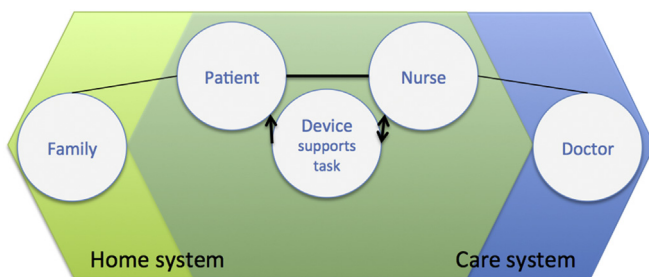 Patient
Nurse
Family
Device
supports
task
Doctor
Home system
Care system